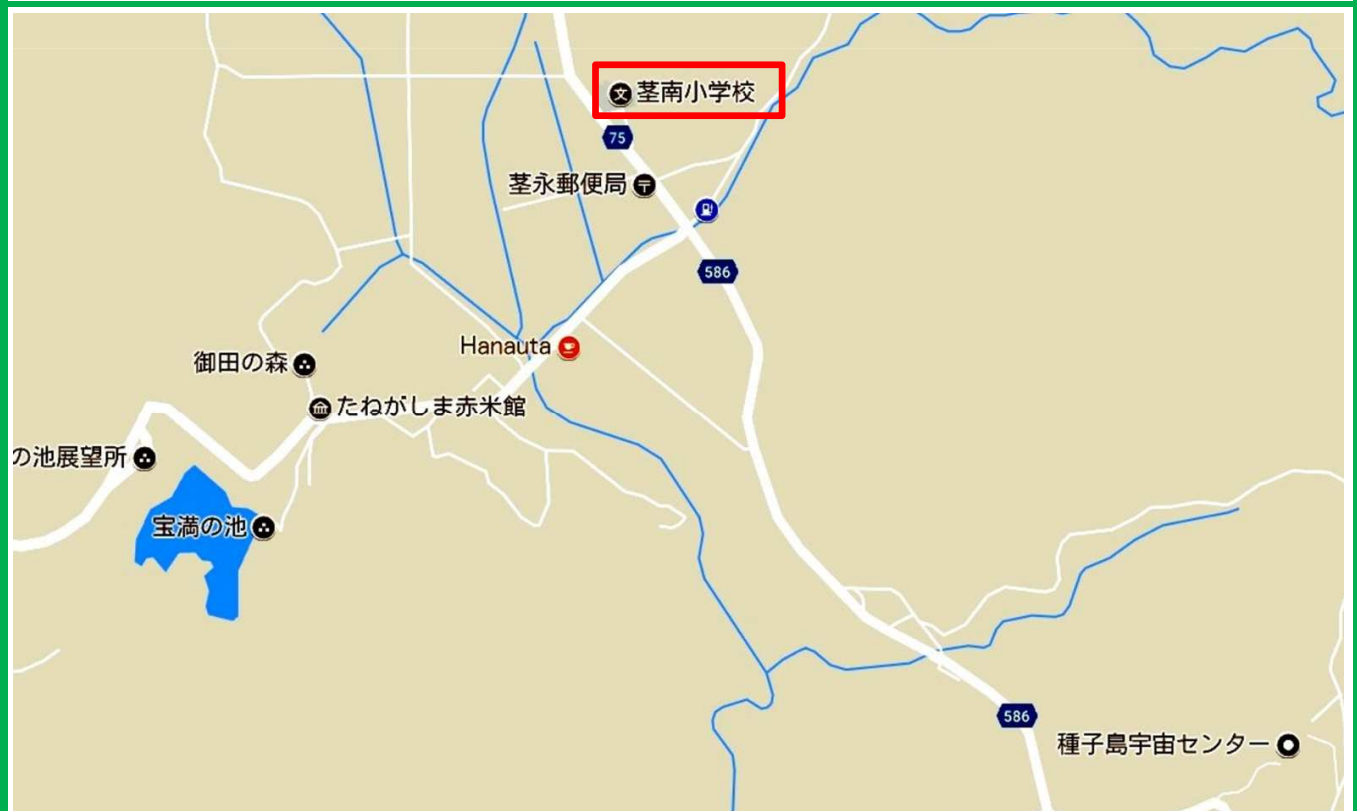 茎南小学校
75
茎永郵便局
586
Hanauta
御田の森
たねがしま赤米館
の池展望所
宝満の池
586
種子島宇宙センター